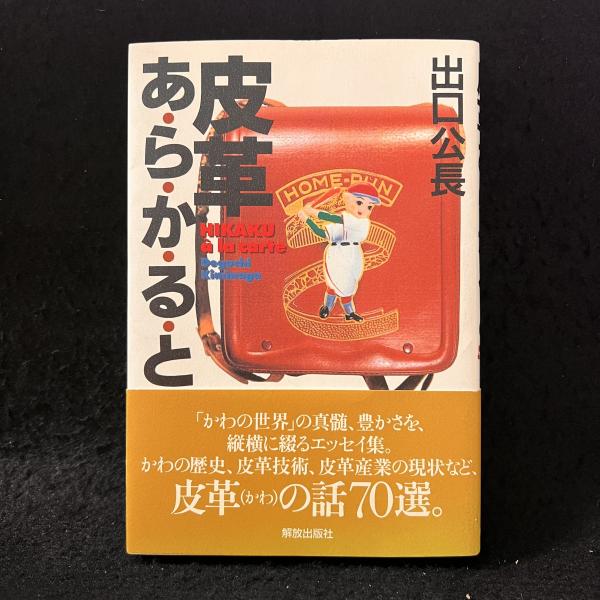 皮革
あ・ら・か・る・と
出口公長
HIKAKU
à la carte
Deguchi
Kiminaga
HOME-RUN
「かわの世界」の真髄、豊かさを、
縦横に綴るエッセイ集。
かわの歴史、皮革技術、皮革産業の現状など、
皮革(かわ)の話70選。
解放出版社